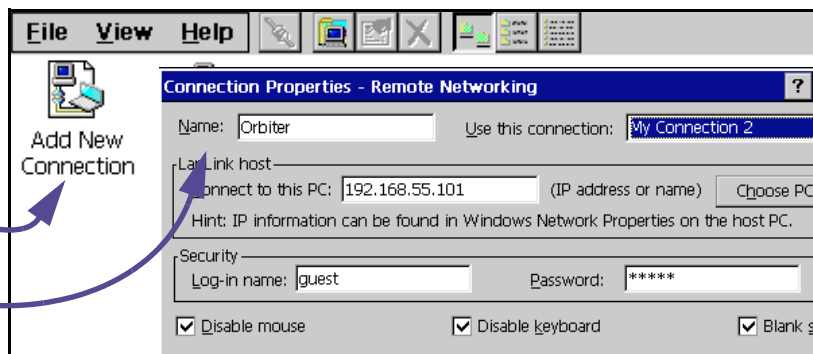 File View Help
Add New
Connection
Connection Properties - Remote Networking ?
Name: Orbiter Use this connection: My Connection 2
Link host
Connect to this PC: 192.168.55.101 (IP address or name) Choose PC
Hint: IP information can be found in Windows Network Properties on the host PC.
Security
Log-in name: guest Password: *****
Disable mouse Disable keyboard Blank